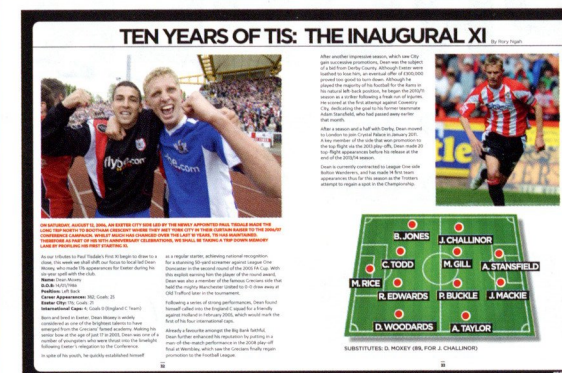 TEN YEARS OF TIS: THE INAUGURAL XI
By Rory Ngan
flybe.com
ON SATURDAY, AUGUST 12, 2006, AN EXETER CITY SIDE LED BY THE NEWLY APPOINTED PAUL TISDALE MADE THE
LONG TRIP NORTH TO BOOTHAM CRESCENT WHERE THEY MET YORK CITY IN THEIR CURTAIN RAISER TO THE 2006/07
CONFERENCE CAMPAIGN. WHILST MUCH HAS CHANGED OVER THE LAST 10 YEARS, TIS HAS MAINTAINED.
THEREFORE AS PART OF HIS 10TH ANNIVERSARY CELEBRATIONS, WE SHALL BE TAKING A TRIP DOWN MEMORY
LANE BY PROFILING HIS FIRST STARTING XI.
As our tributes to Paul Tisdale's First XI begin to draw to a
close, this week we shall shift our focus to local lad Dean
Moxey, who made 176 appearances for Exeter during his
six-year spell with the club.
Name: Dean Moxey
D.O.B: 14/01/1986
Position: Left Back
Career Appearances: 392, Goals, 25
Exeter City: 176, Goals, 21
International Caps: 4, Goals 0 (England C Team)
Born and bred in Exeter, Dean Moxey is widely
considered as one of the brightest talents to have
emerged from the Grecians' famed academy. Making his
senior bow at the age of just 17 in 2003, Dean was one of a
number of youngsters who were thrust into the limelight
following Exeter's relegation to the Conference.
In spite of his youth, he quickly established himself
as a regular starter, achieving national recognition
for a stunning 50-yard screamer against League One
Doncaster in the second round of the 2005 FA Cup. With
this exploit earning him the player of the round award,
Dean was also a member of the famous Grecians side that
held the mighty Manchester United to 0-0 draw away at
Old Trafford later in the tournament.
Following a series of strong performances, Dean found
himself called into the England C squad for a friendly
against Holland in February 2005, which would mark the
first of his four international caps.
Already a favourite amongst the Big Bank faithful,
Dean further enhanced his reputation by putting in a
man-of-the-match performance in the 2008 play-off
final at Wembley, which saw the Grecians finally regain
promotion to the Football League.
After another impressive season, which saw City
gain successive promotions, Dean was the subject
of a bid from Derby County. Although Exeter were
loathed to lose him, an eventual offer of £300,000
proved too good to turn down. Although he
played the majority of his football for the Rams in
his natural left-back position, he began the 2010/11
season as a striker following a freak run of injuries.
He scored at the first attempt against Coventry
City, dedicating the goal to his former teammate
Adam Stansfield, who had passed away earlier
that month.
After a season and a half with Derby, Dean moved
to London to join Crystal Palace in January 2011.
A key member of the side that won promotion to
the top flight via the 2013 play-offs, Dean made 20
top flight appearances before his release at the
end of the 2013/14 season.
Dean is currently contracted to League One side
Bolton Wanderers, and has made 14 first team
appearances thus far this season as the Trotters
attempt to regain a spot in the Championship.
B. JONES
J. CHALLINOR
C. TODD
M. GILL
A. STANSFIELD
M. RICE
R. EDWARDS
P. BUCKLE
J. MACKIE
D. WOODARDS
A. TAYLOR
SUBSTITUTES: D. MOXEY (89, FOR J. CHALLINOR)